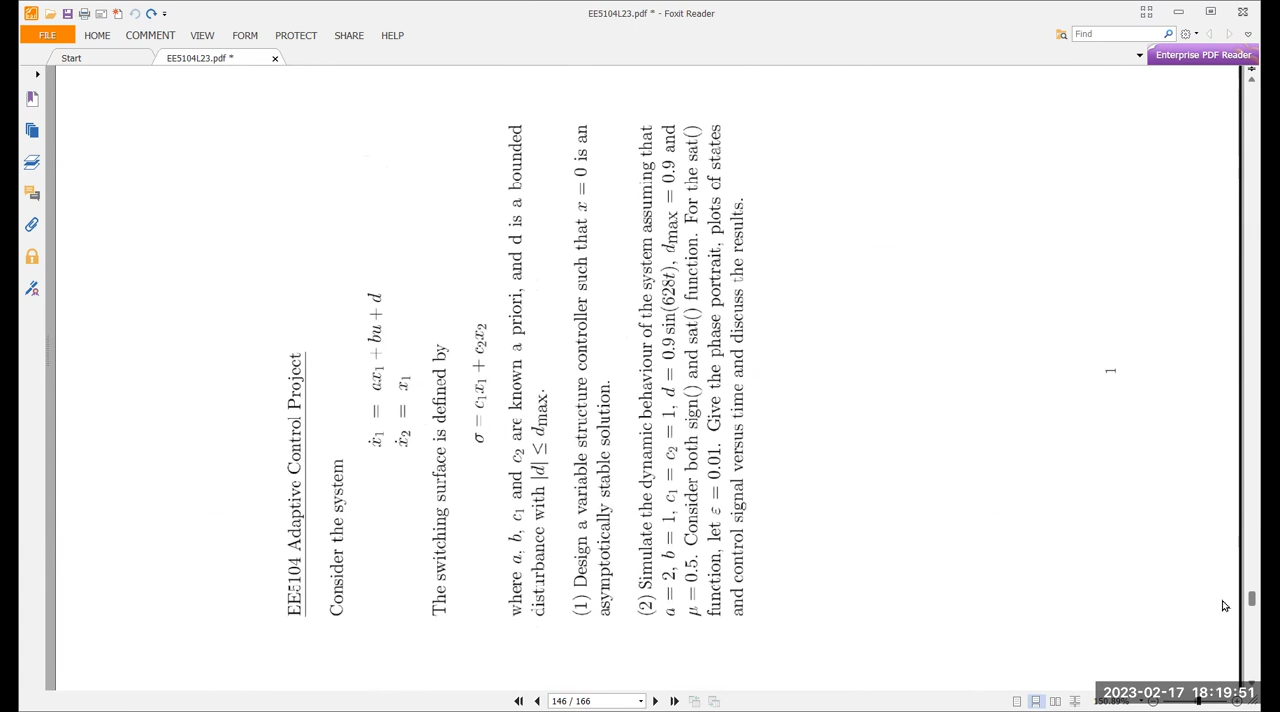 EE5104L23.pdf * - Foxit Reader
FILE HOME COMMENT VIEW FORM PROTECT SHARE HELP
Find
Start
EE5104L23.pdf *
Enterprise PDF Reader
EE5104 Adaptive Control Project
Consider the system
ẋ₁ = ax₁ + bu + d
ẋ₂ = x₁
The switching surface is defined by
σ = c₁x₁ + c₂x₂
where a, b, c₁ and c₂ are known a priori, and d is a bounded
disturbance with |d| ≤ dmax.
(1) Design a variable structure controller such that x = 0 is an
asymptotically stable solution.
(2) Simulate the dynamic behaviour of the system assuming that
a = 2, b = 1, c₁ = c₂ = 1, d = 0.9 sin(628t), dmax = 0.9 and
μ = 0.5. Consider both sign() and sat() function. For the sat()
function, let ε = 0.01. Give the phase portrait, plots of states
and control signal versus time and discuss the results.
1
146 / 166
150.89%
2023-02-17 18:19:51